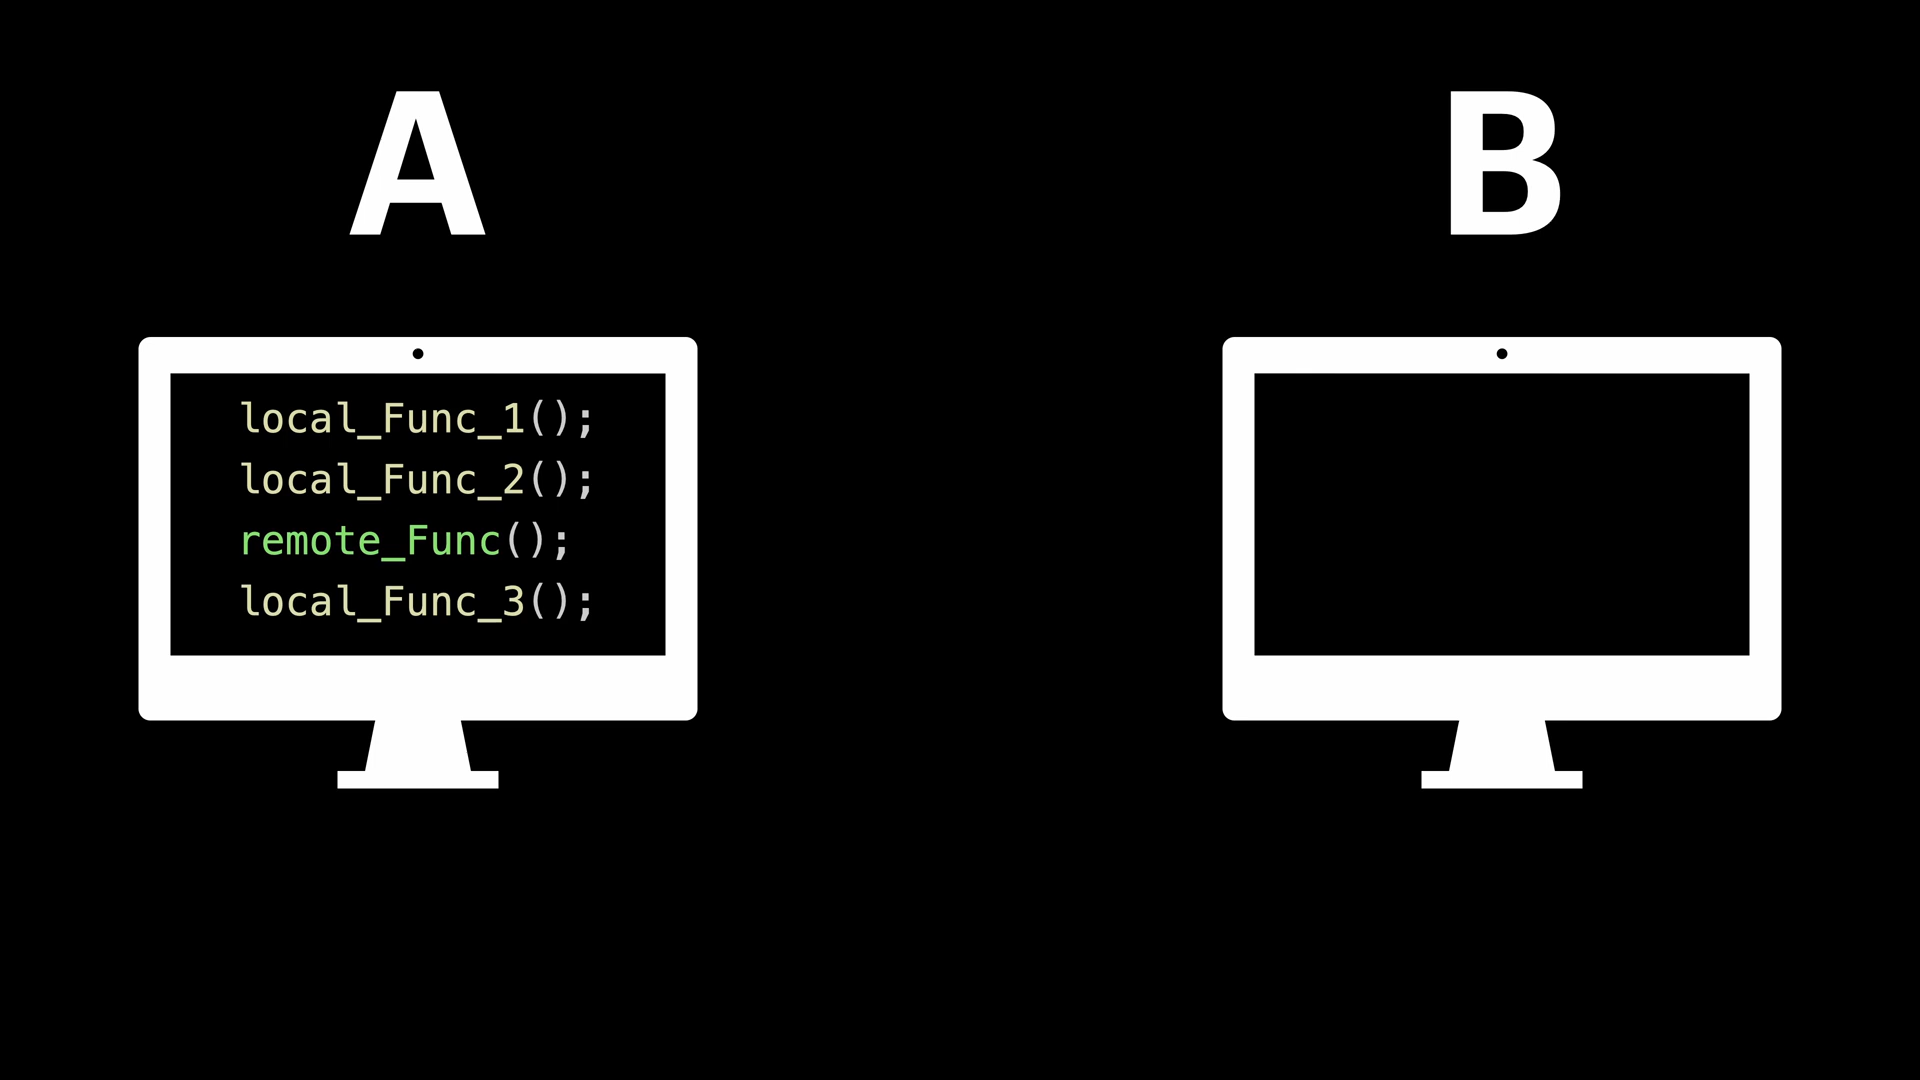 A
B
local_Func_1();
local_Func_2();
remote_Func();
local_Func_3();